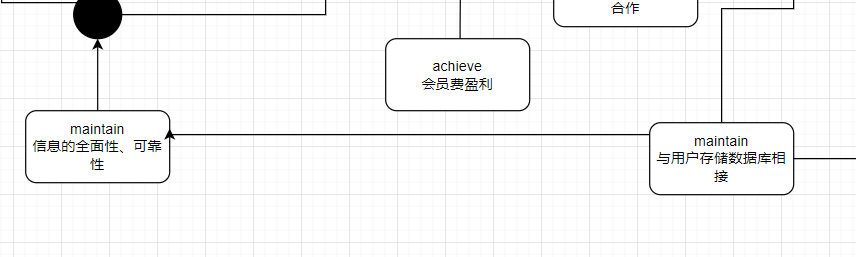 合作
achieve
会员费盈利
maintain
信息的全面性、可靠
性
maintain
与用户存储数据库相
接